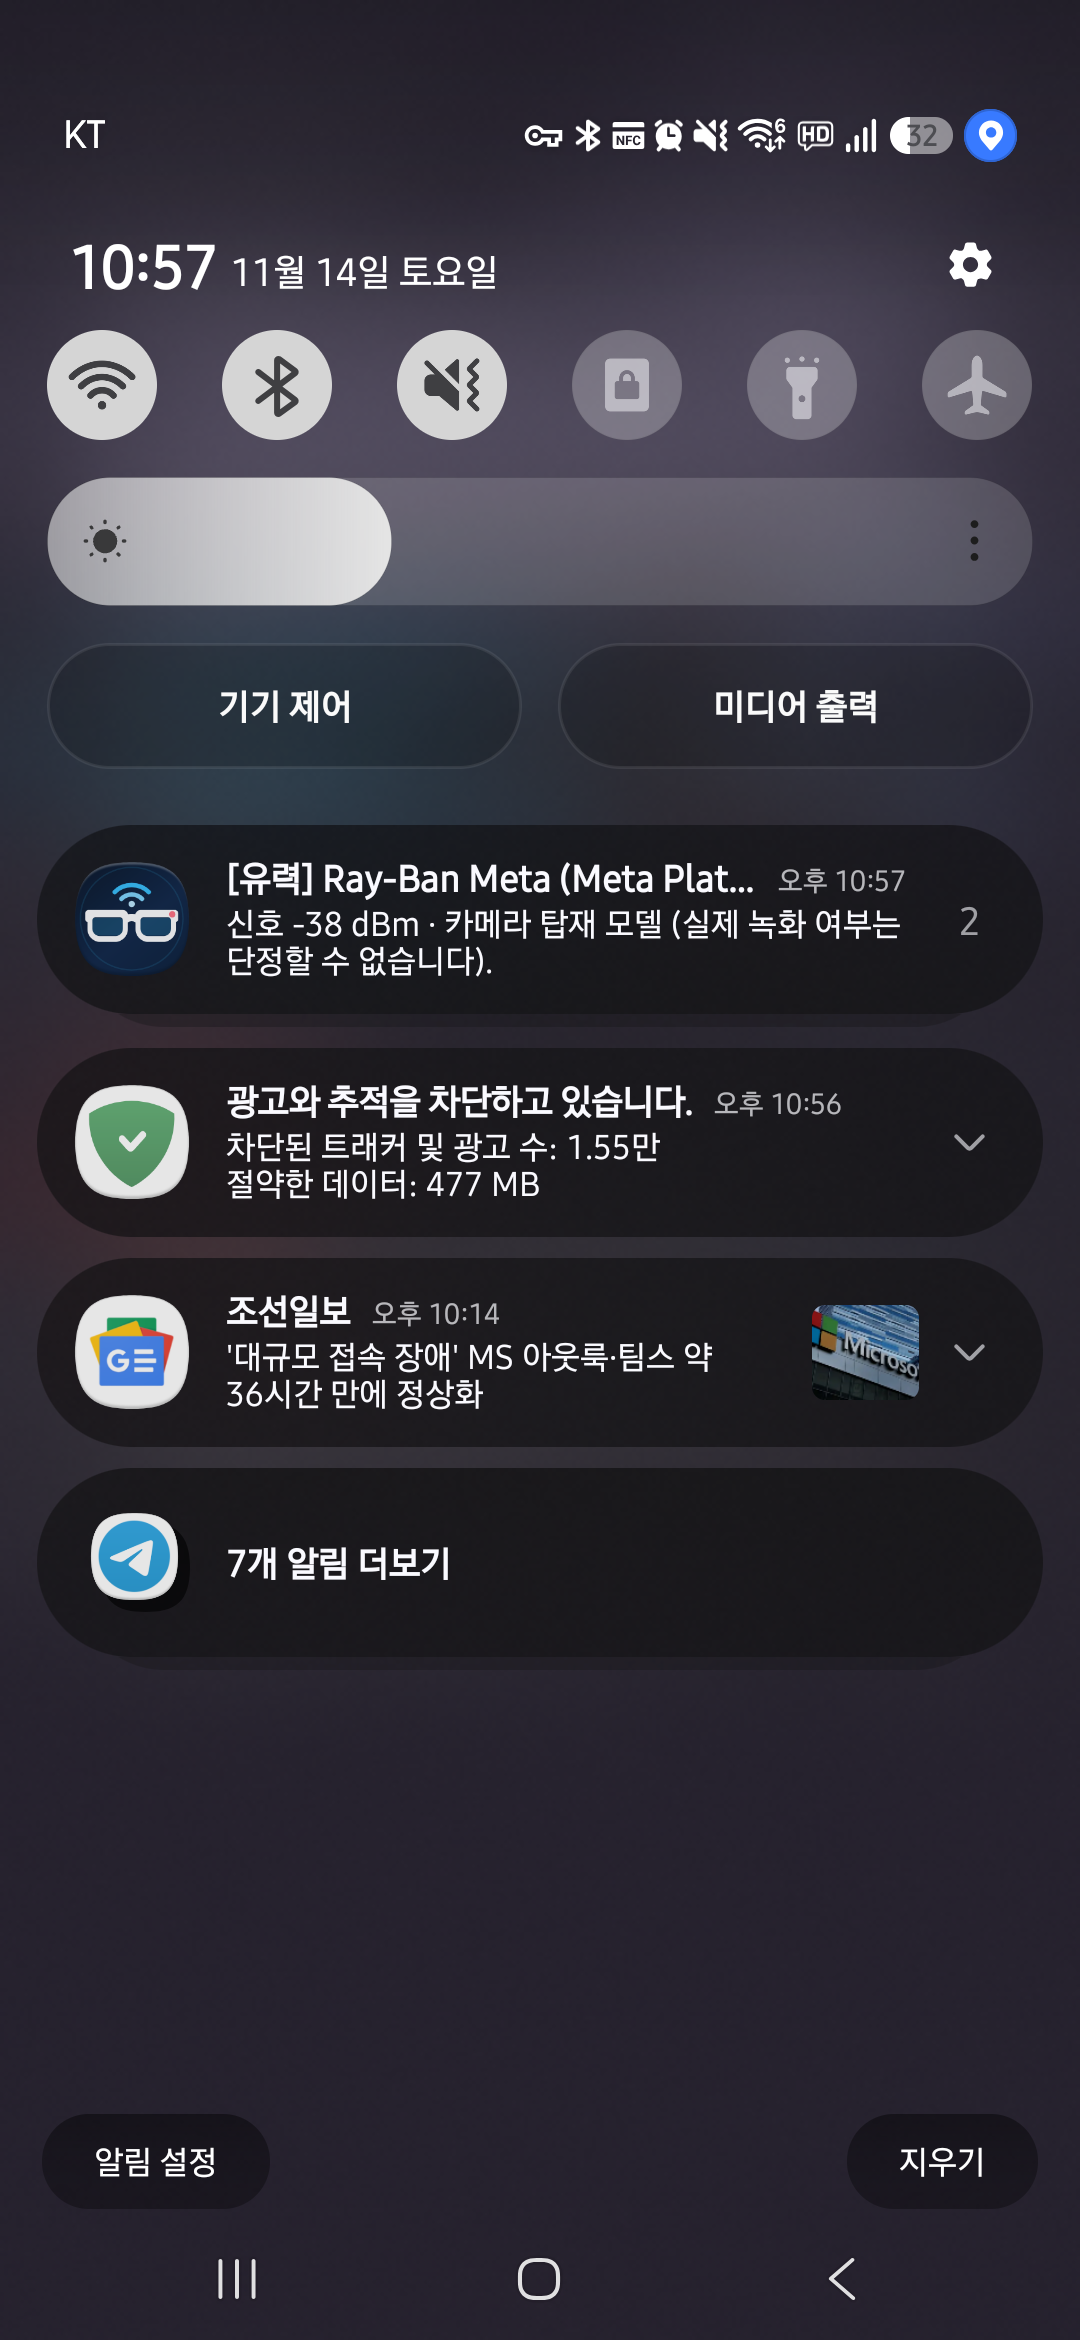 KT
NFC
6
HD
32
10:57 11월 14일 토요일
기기 제어
미디어 출력
[유력] Ray-Ban Meta (Meta Plat... 오후 10:57
신호 -38 dBm · 카메라 탑재 모델 (실제 녹화 여부는
단정할 수 없습니다).
2
광고와 추적을 차단하고 있습니다. 오후 10:56
차단된 트래커 및 광고 수: 1.55만
절약한 데이터: 477 MB
조선일보 오후 10:14
'대규모 접속 장애' MS 아웃룩·팀스 약
36시간 만에 정상화
Microso
7개 알림 더보기
알림 설정
지우기